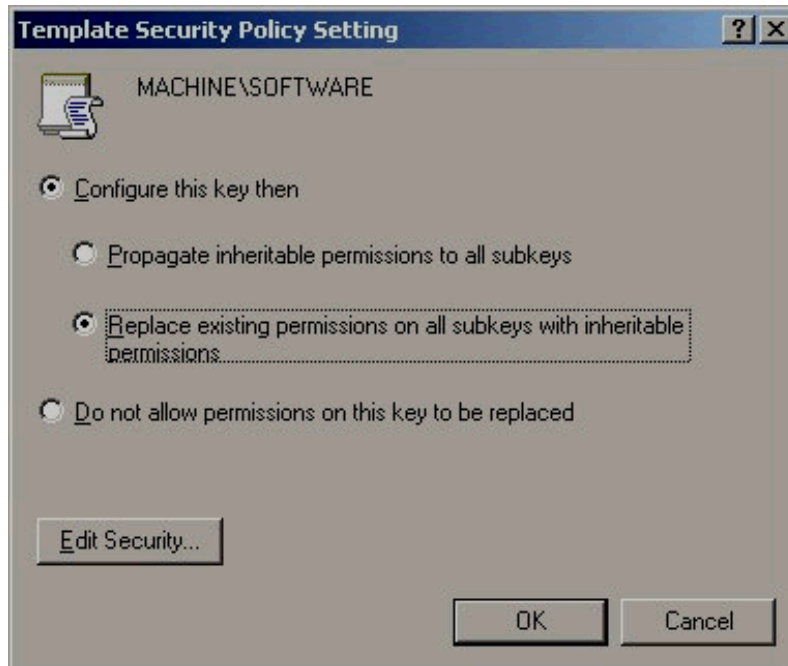 Template Security Policy Setting
MACHINE\SOFTWARE
Configure this key then
Propagate inheritable permissions to all subkeys
Replace existing permissions on all subkeys with inheritable
permissions
Do not allow permissions on this key to be replaced
Edit Security...
OK
Cancel